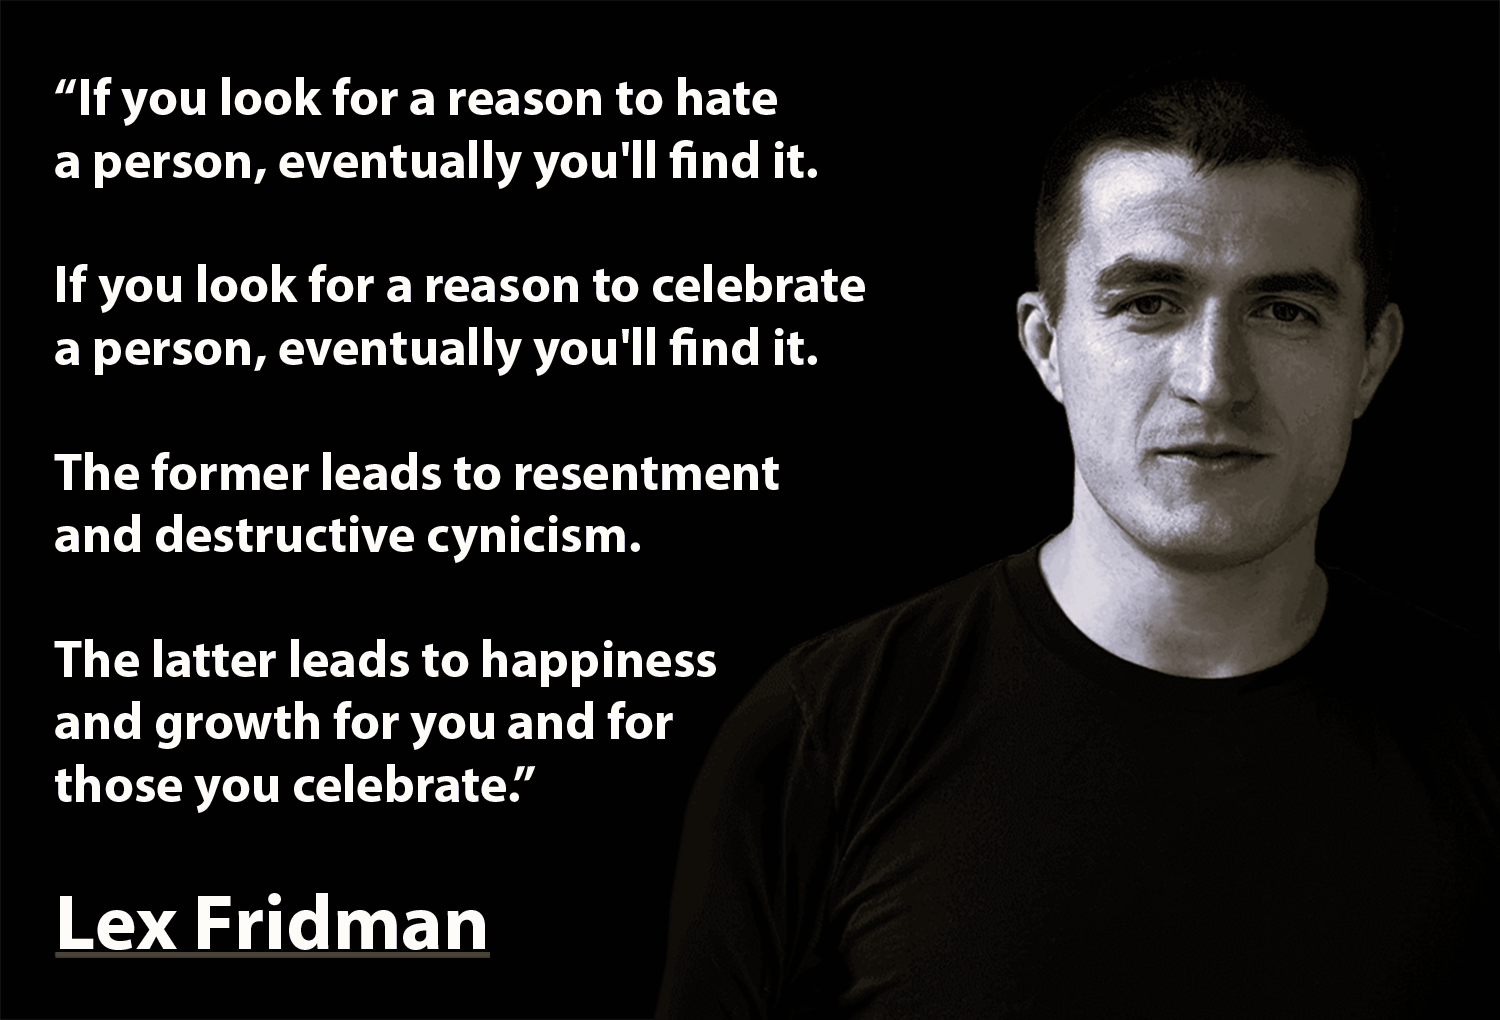 “If you look for a reason to hate
a person, eventually you'll find it.
If you look for a reason to celebrate
a person, eventually you'll find it.
The former leads to resentment
and destructive cynicism.
The latter leads to happiness
and growth for you and for
those you celebrate.”
Lex Fridman